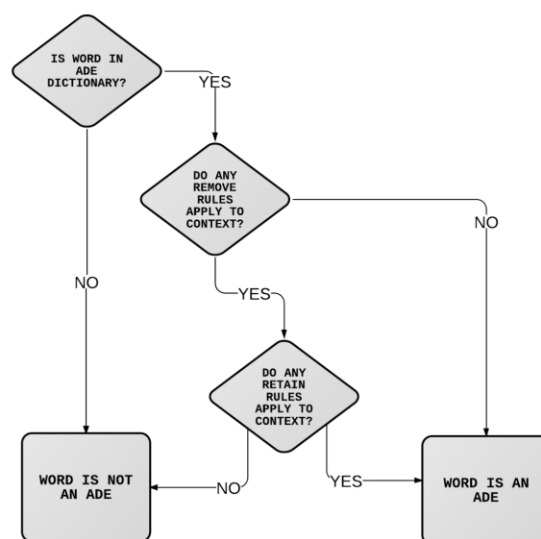 IS WORD IN
ADE
DICTIONARY?
YES
DO ANY
REMOVE
RULES
APPLY TO
CONTEXT?
NO
NO
YES
DO ANY
RETAIN
RULES
APPLY TO
CONTEXT?
WORD IS NOT
AN ADE
NO
YES
WORD IS AN
ADE